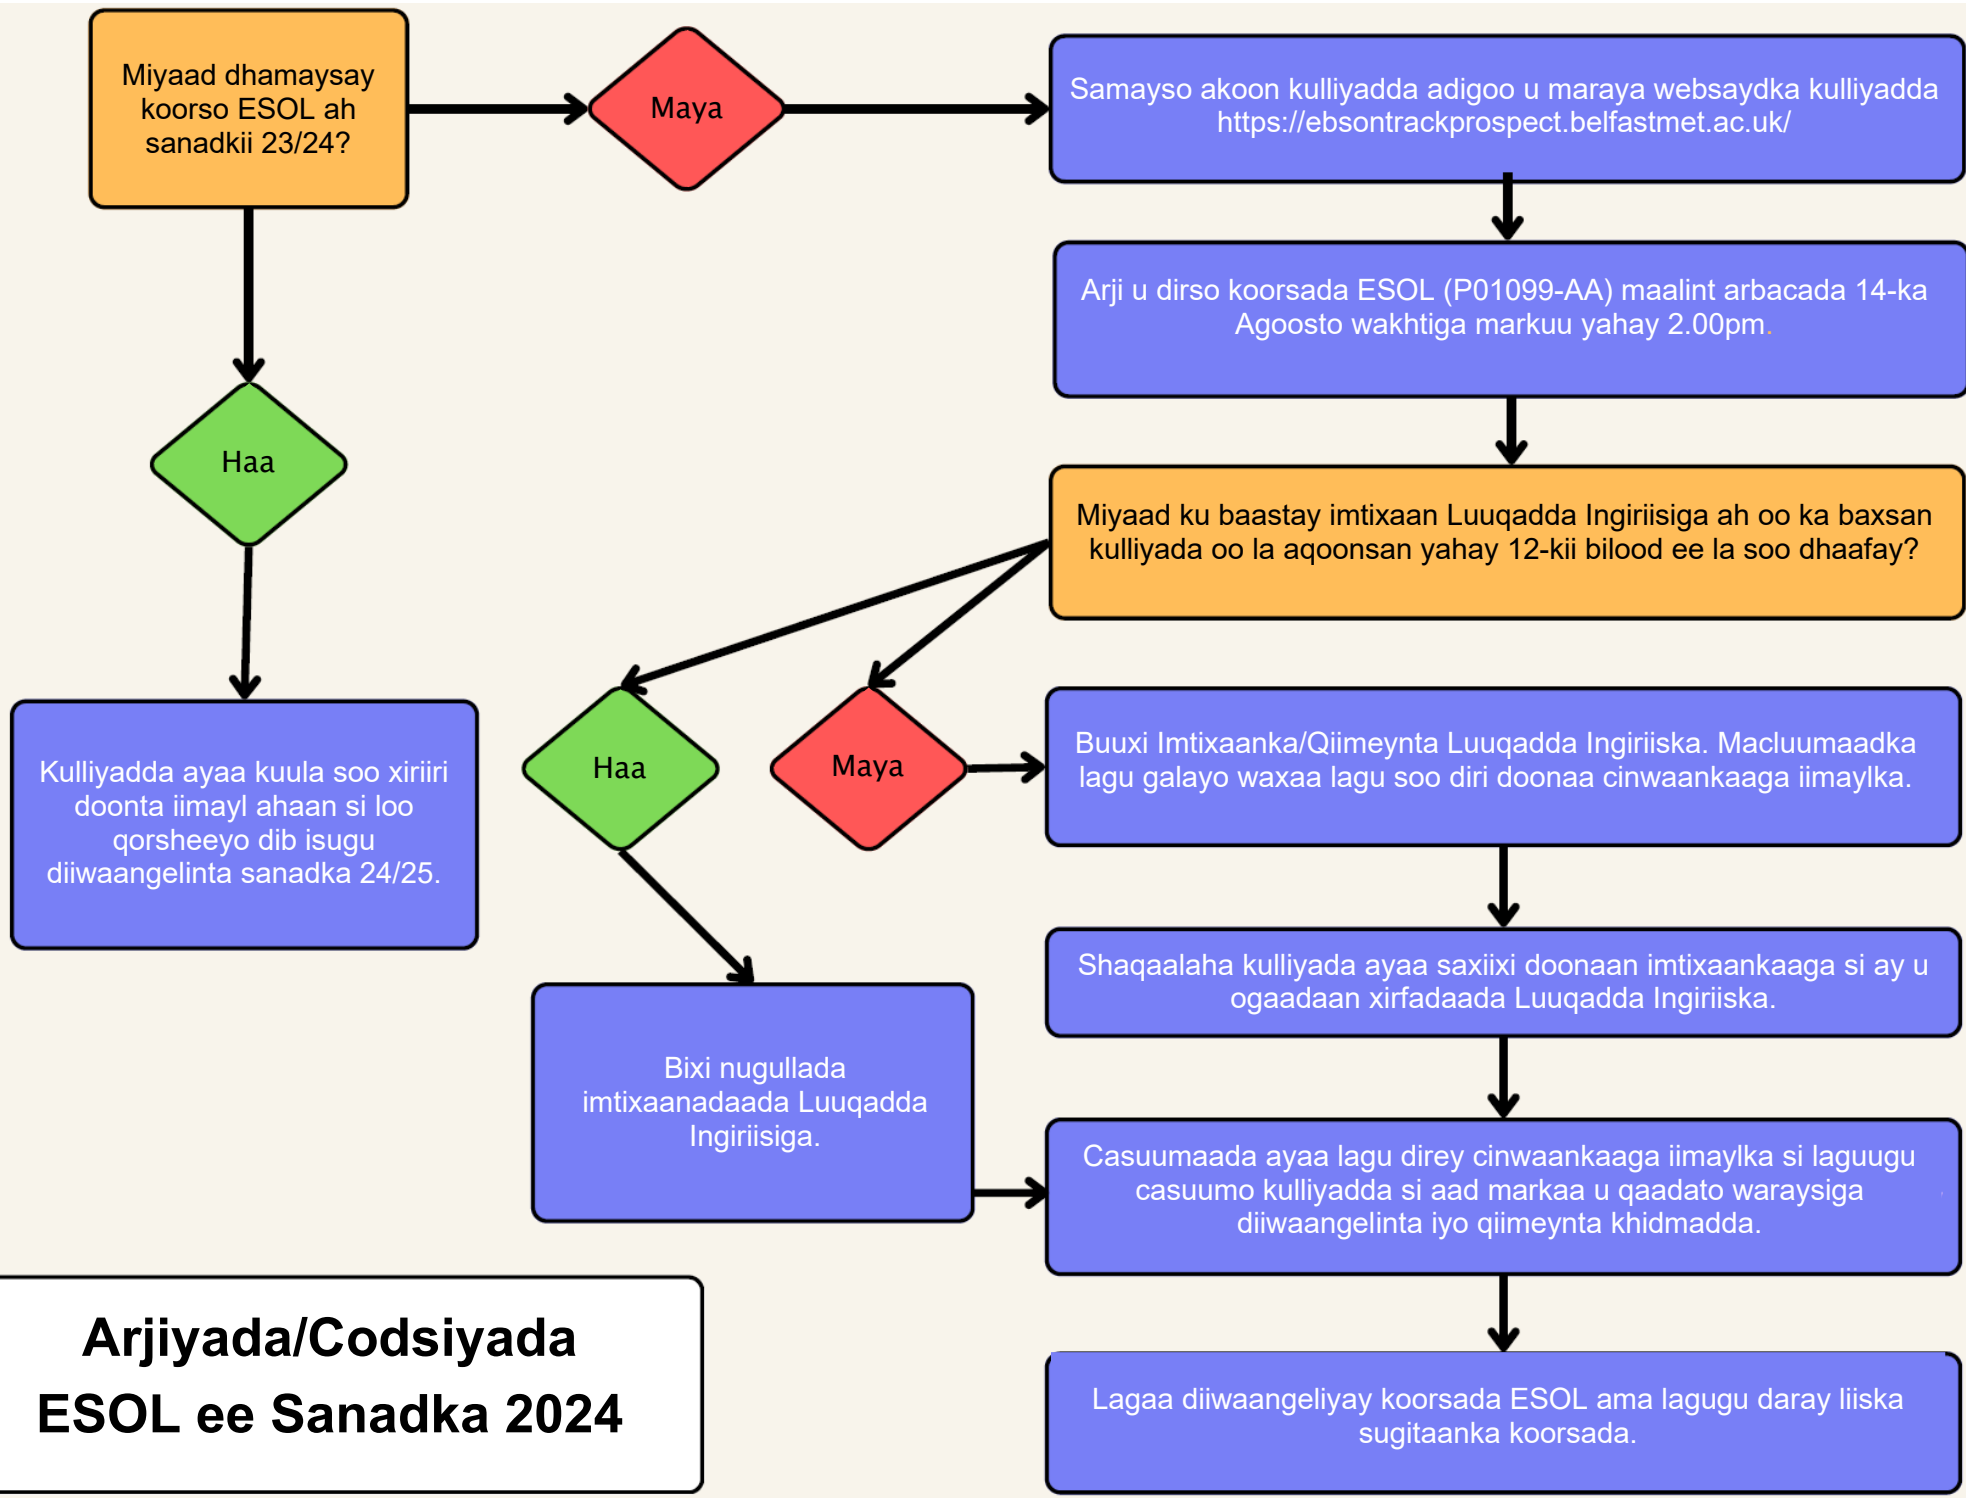 Miyaad dhamaysay
koorso ESOL ah
sanadkii 23/24?
Maya
Samayso akoon kulliyadda adigoo u maraya websaydka kulliyadda
https://ebsontrackprospect.belfastmet.ac.uk/
Arji u dirso koorsada ESOL (P01099-AA) maalint arbacada 14-ka
Agoosto wakhtiga markuu yahay 2.00pm.
Haa
Miyaad ku baastay imtixaan Luuqadda Ingiriisiga ah oo ka baxsan
kulliyada oo la aqoonsan yahay 12-kii bilood ee la soo dhaafay?
Kulliyadda ayaa kuula soo xiriiri
doonta iimayl ahaan si loo
qorsheeyo dib isugu
diiwaangelinta sanadka 24/25.
Haa
Maya
Buuxi Imtixaanka/Qiimeynta Luuqadda Ingiriiska. Macluumaadka
lagu galayo waxaa lagu soo diri doonaa cinwaankaaga iimaylka.
Shaqaalaha kulliyada ayaa saxiixi doonaan imtixaankaaga si ay u
ogaadaan xirfadaada Luuqadda Ingiriiska.
Bixi nugullada
imtixaanadaada Luuqadda
Ingiriisiga.
Casuumaada ayaa lagu direy cinwaankaaga iimaylka si laguugu
casuumo kulliyadda si aad markaa u qaadato waraysiga
diiwaangelinta iyo qiimeynta khidmadda.
Lagaa diiwaangeliyay koorsada ESOL ama lagugu daray liiska
sugitaanka koorsada.
Arjiyada/Codsiyada
ESOL ee Sanadka 2024